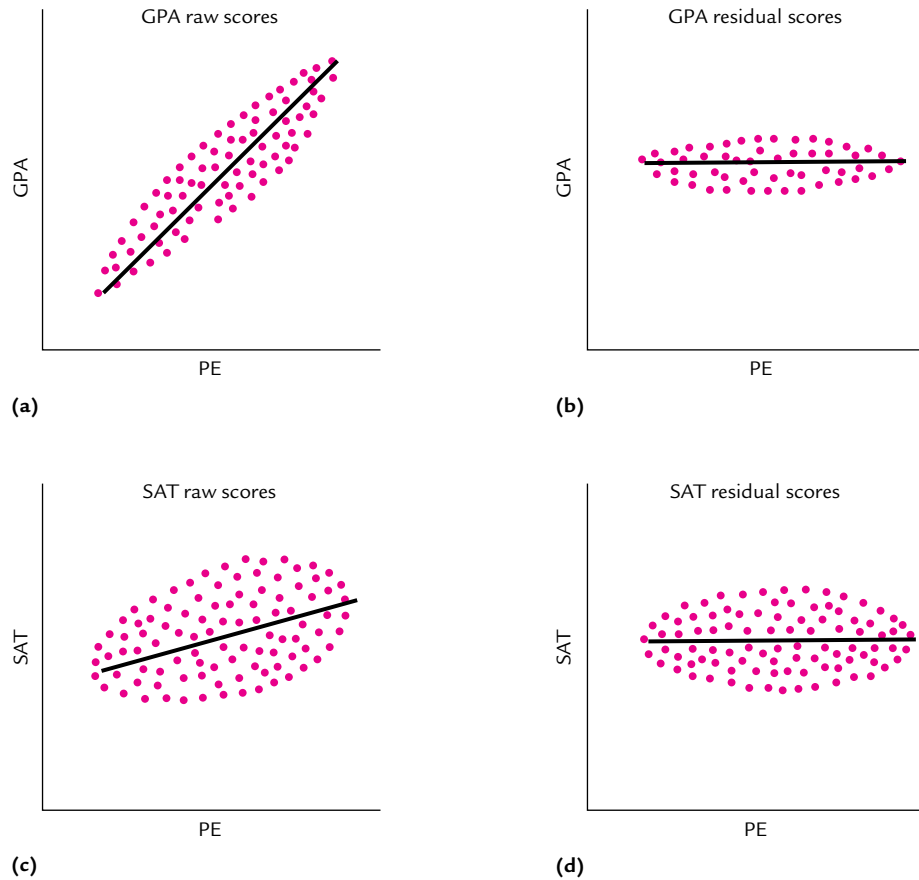 GPA raw scores
GPA
PE
(a)
GPA residual scores
GPA
PE
(b)
SAT raw scores
SAT
PE
(c)
SAT residual scores
SAT
PE
(d)